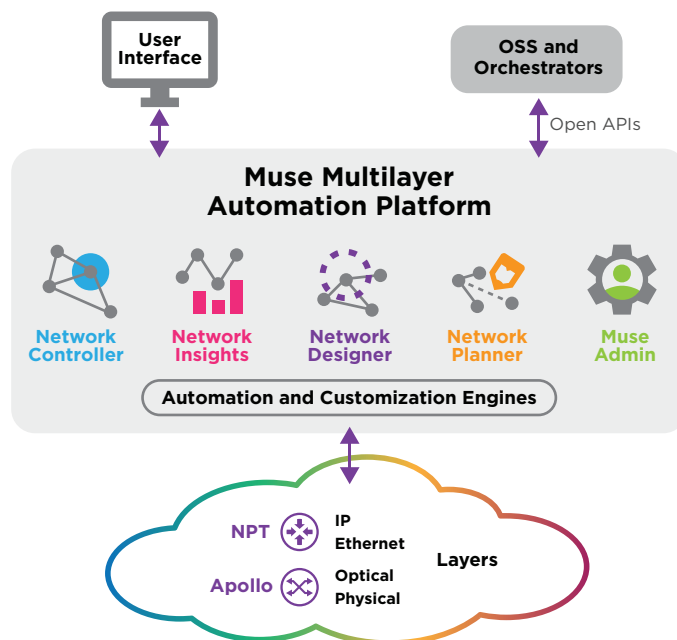 User
Interface
OSS and
Orchestrators
Open APIs
Muse Multilayer
Automation Platform
Network
Controller
Network
Insights
Network
Designer
Network
Planner
Muse
Admin
Automation and Customization Engines
NPT
IP
Ethernet
Layers
Apollo
Optical
Physical